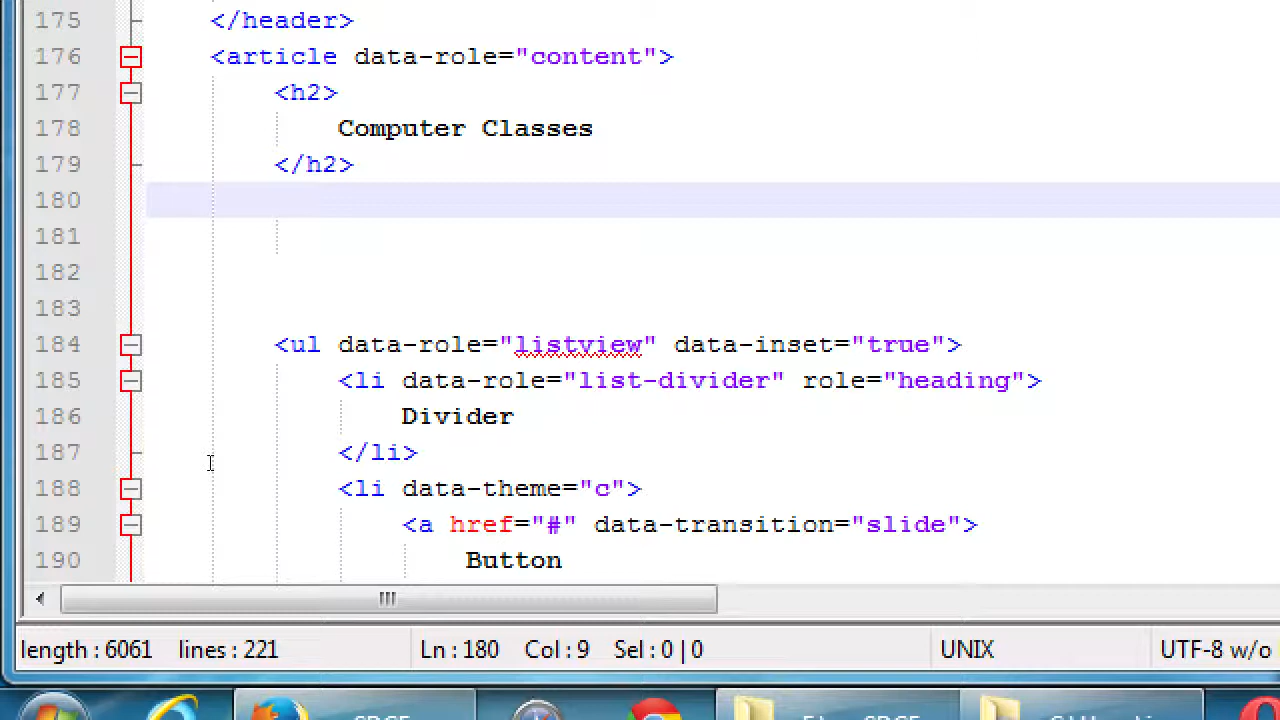 175 </header>
176 <article data-role="content">
177 <h2>
178 Computer Classes
179 </h2>
180
181
182
183
184 <ul data-role="listview" data-inset="true">
185 <li data-role="list-divider" role="heading">
186 Divider
187 </li>
188 <li data-theme="c">
189 <a href="#" data-transition="slide">
190 Button
length : 6061 lines : 221 Ln : 180 Col : 9 Sel : 0 | 0 UNIX UTF-8 w/o